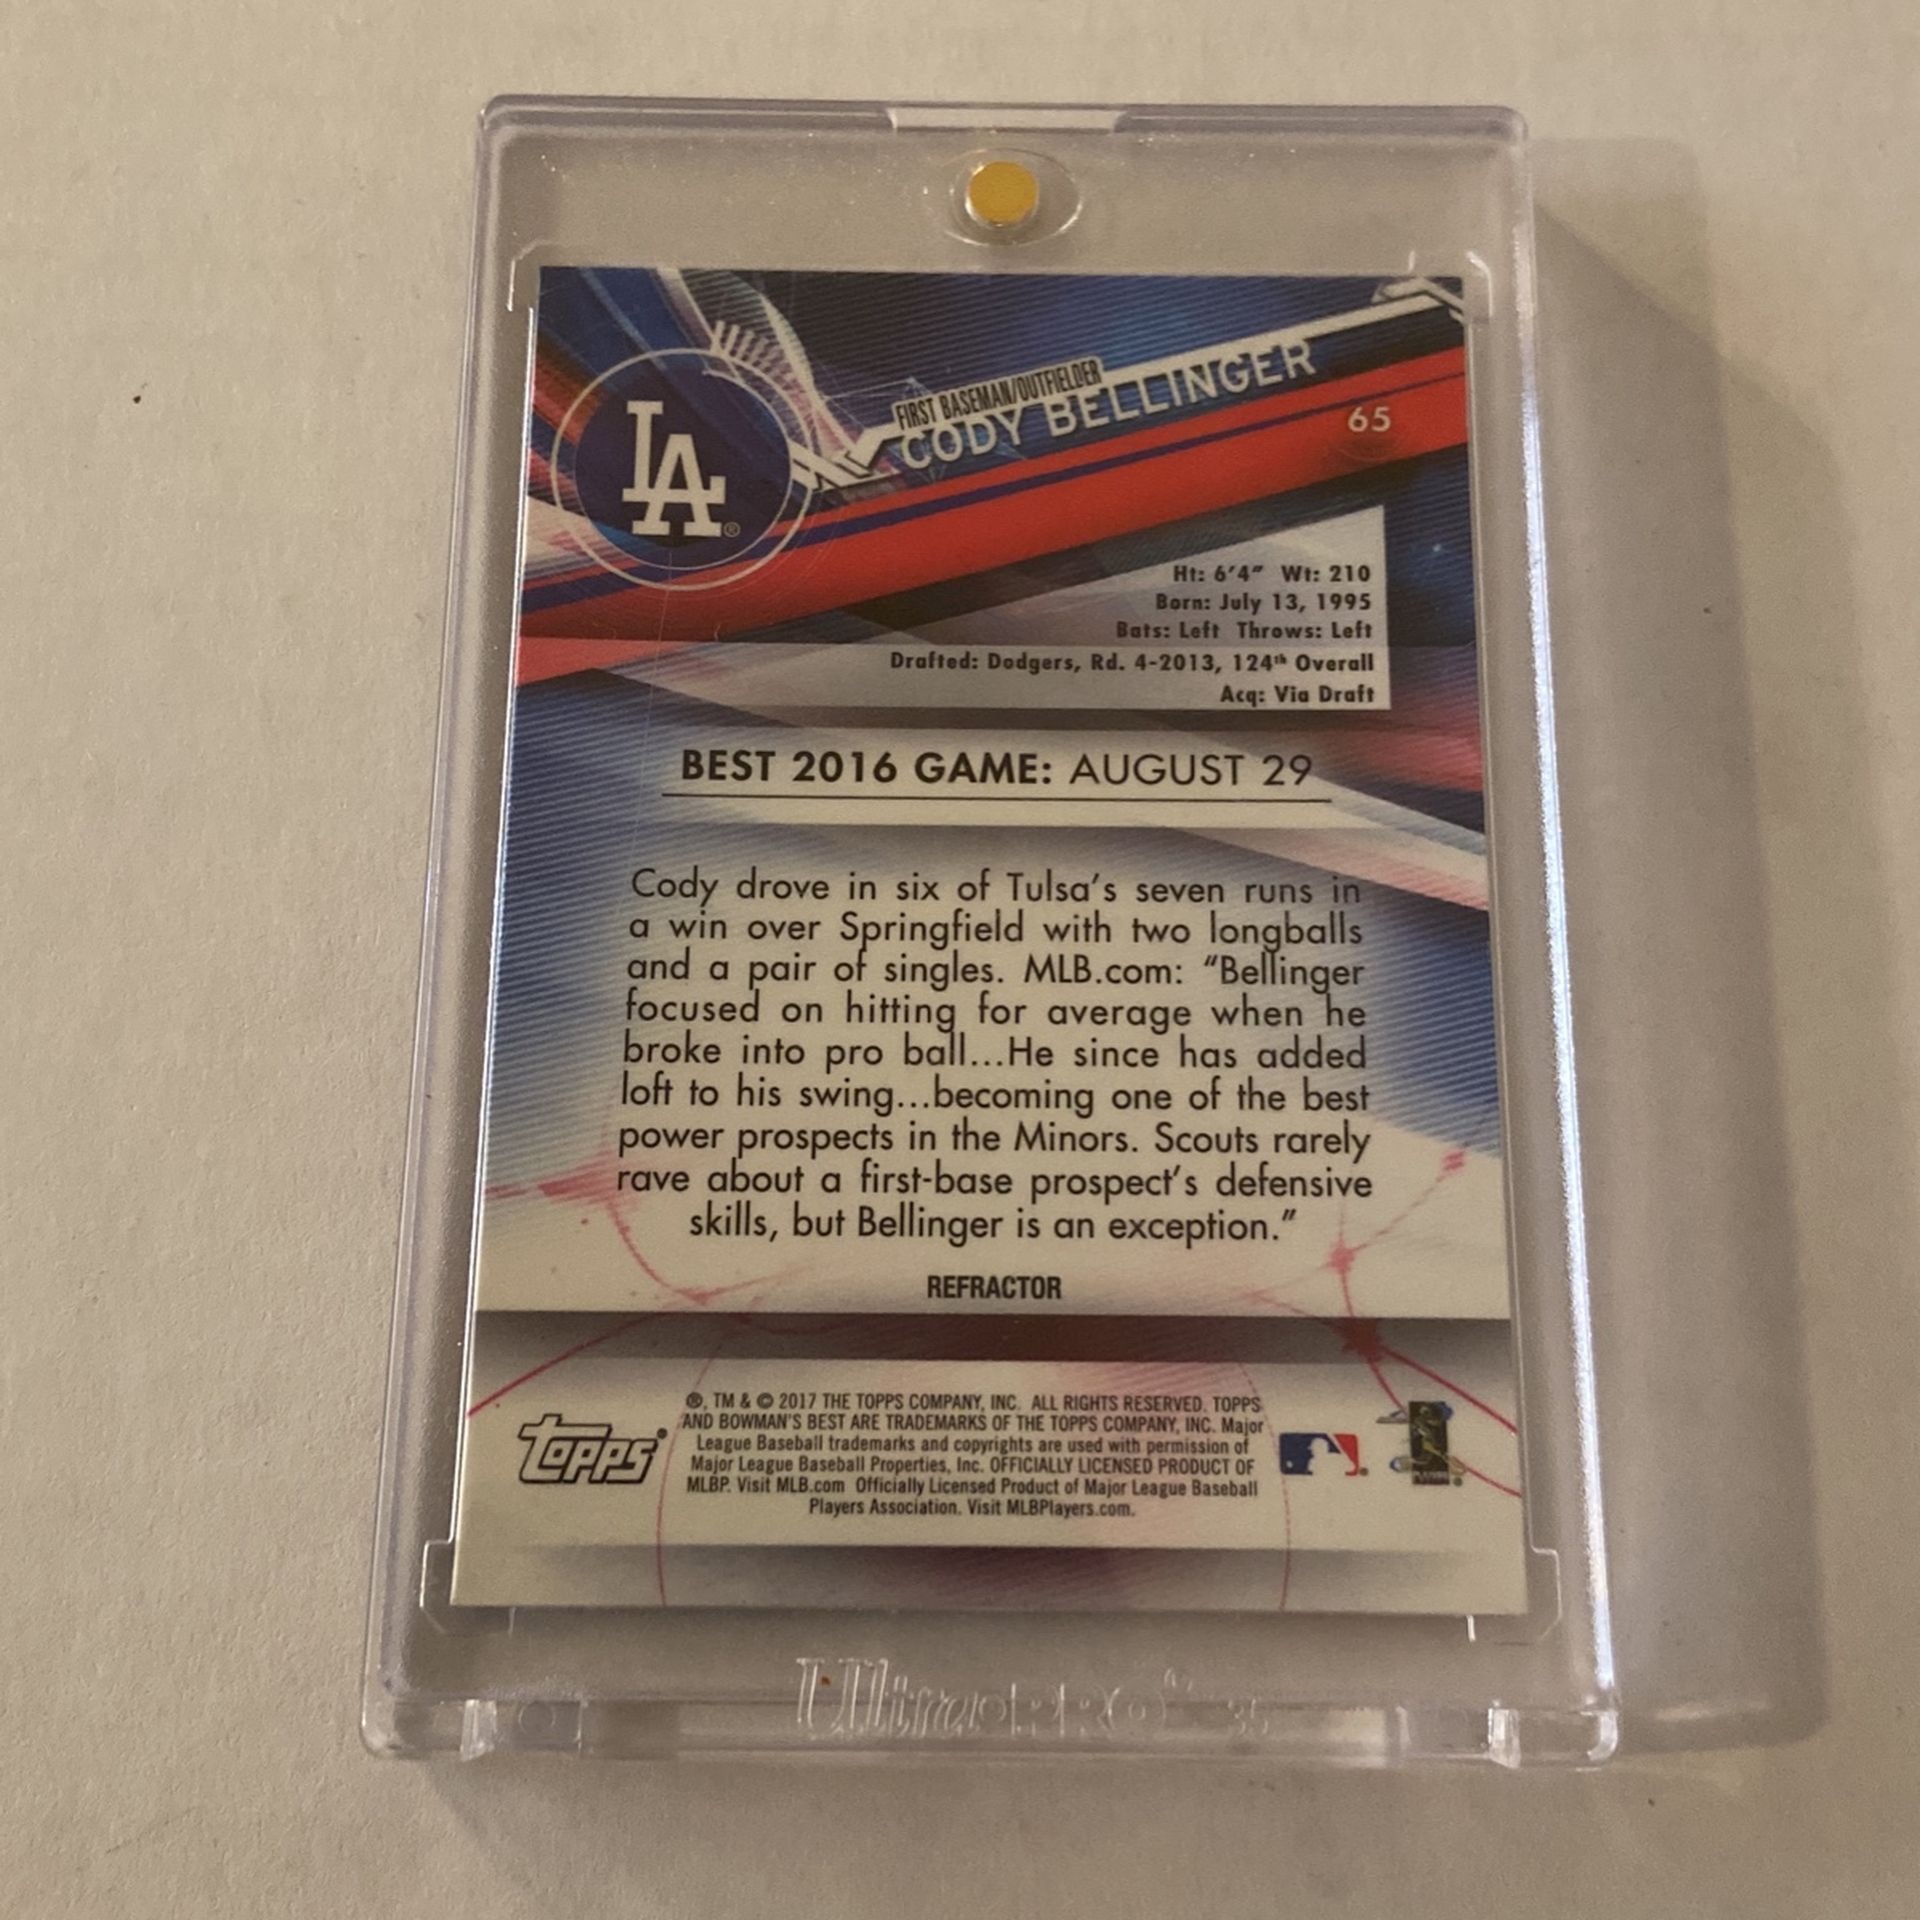 FIRST BASEMAN/OUTFIELDER
CODY BELLINGER
65
LA®
Ht: 6'4" Wt: 210
Born: July 13, 1995
Bats: Left Throws: Left
Drafted: Dodgers, Rd. 4-2013, 124th Overall
Acq: Via Draft
BEST 2016 GAME: AUGUST 29
Cody drove in six of Tulsa's seven runs in
a win over Springfield with two longballs
and a pair of singles. MLB.com: "Bellinger
focused on hitting for average when he
broke into pro ball...He since has added
loft to his swing...becoming one of the best
power prospects in the Minors. Scouts rarely
rave about a first-base prospect's defensive
skills, but Bellinger is an exception."
REFRACTOR
®, TM & © 2017 THE TOPPS COMPANY, INC. ALL RIGHTS RESERVED. TOPPS
AND BOWMAN'S BEST ARE TRADEMARKS OF THE TOPPS COMPANY, INC. Major
League Baseball trademarks and copyrights are used with permission of
Major League Baseball Properties, Inc. OFFICIALLY LICENSED PRODUCT OF
MLBP. Visit MLB.com Officially Licensed Product of Major League Baseball
Players Association. Visit MLBPlayers.com.
topps®
UltraPRO 35